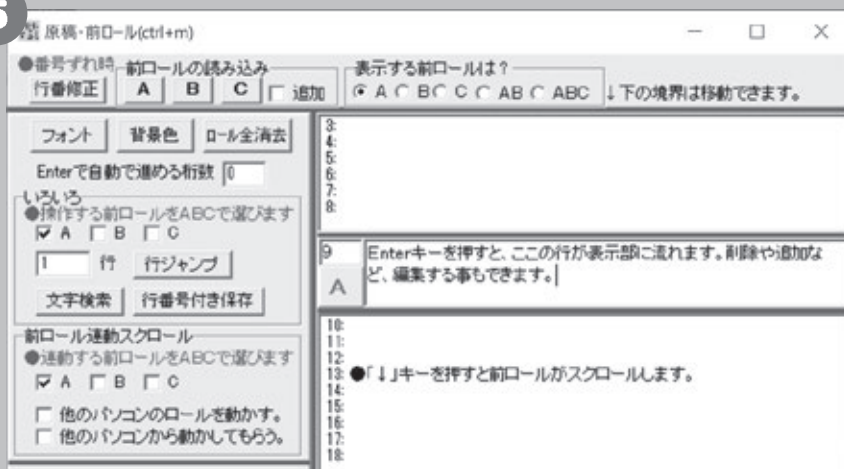 5
原稿・前ロール(ctrl+m)
●番号ずれ時
行番修正
前ロールの読み込み
A B C 追加
表示する前ロールは?
A B C AB ABC
↓下の境界は移動できます。
フォント 背景色 ロール全消去
Enterで自動で進める桁数 0
いろいろ
●操作する前ロールをABCで選びます
A B C
1 行 行ジャンプ
文字検索 行番号付き保存
前ロール連動スクロール
●連動する前ロールをABCで選びます
A B C
他のパソコンのロールを動かす。
他のパソコンから動かしてもらう。
3:
4:
5:
6:
7:
8:
9 Enterキーを押すと、ここの行が表示部に流れます。削除や追加な
A ど、編集する事もできます。
10:
11:
12:
13: ●「↓」キーを押すと前ロールがスクロールします。
14:
15:
16:
17:
18: